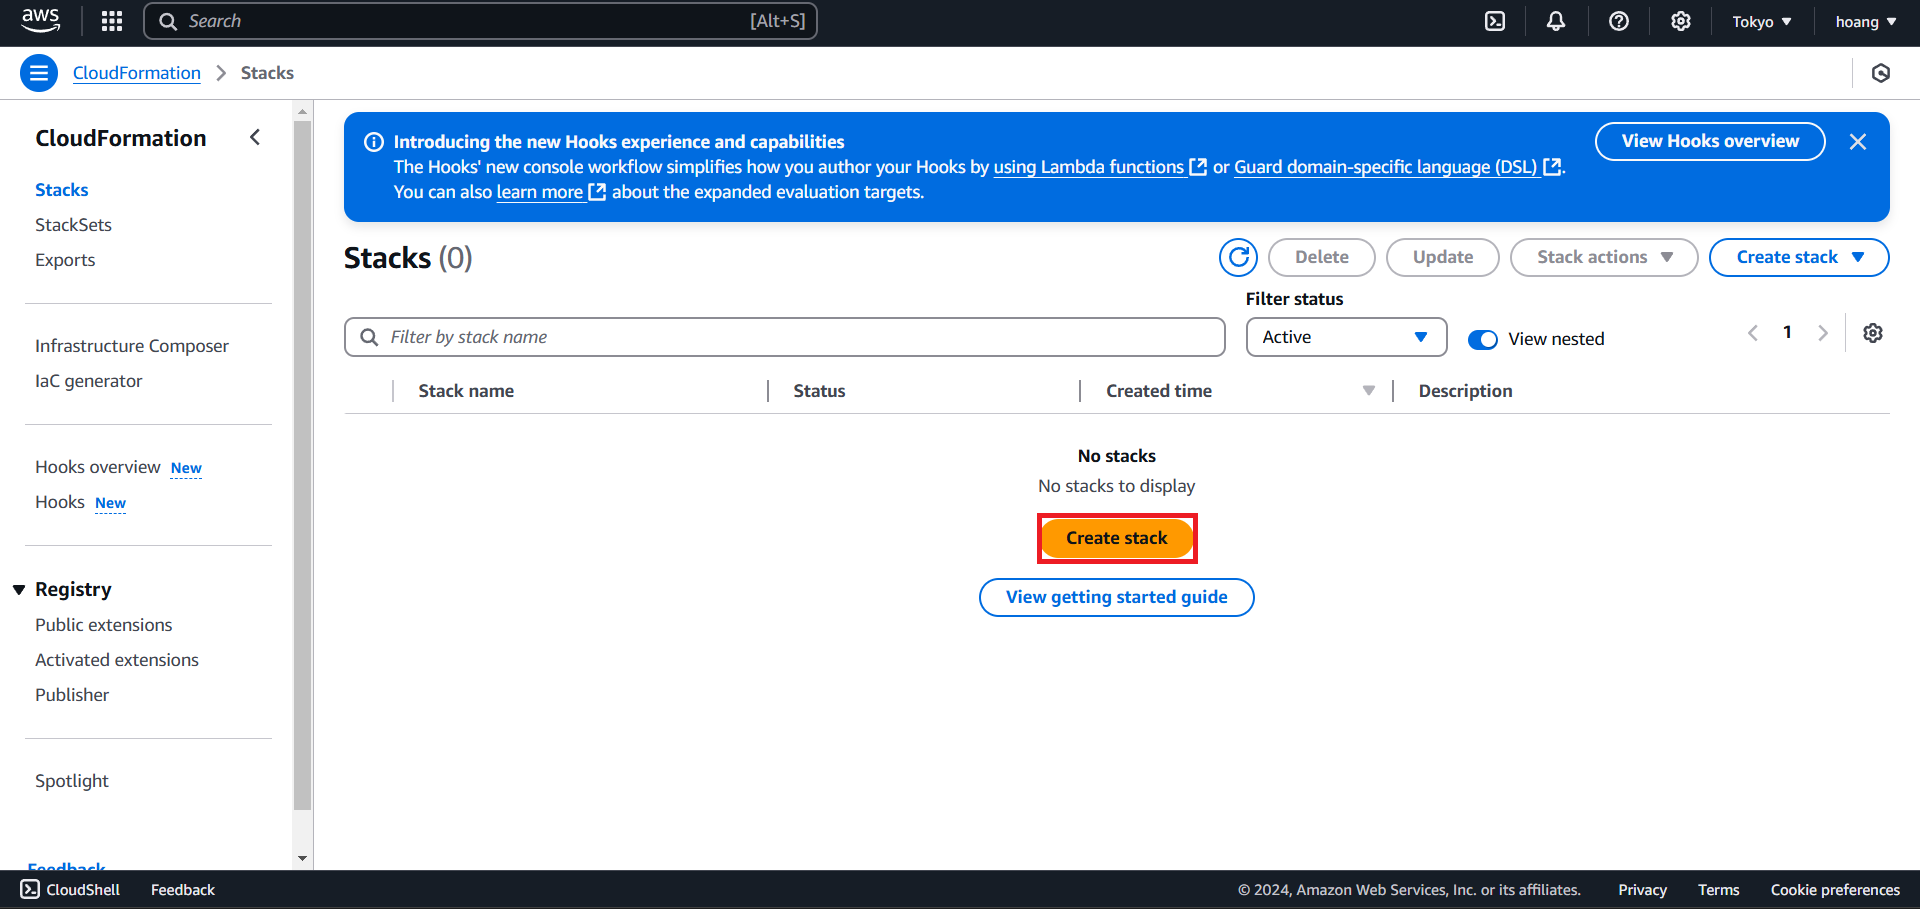 aws
Search
[Alt+S]
Tokyo
hoang
CloudFormation
Stacks
CloudFormation
Stacks
StackSets
Exports
Infrastructure Composer
IaC generator
Hooks overview New
Hooks New
Registry
Public extensions
Activated extensions
Publisher
Spotlight
Feedback
Introducing the new Hooks experience and capabilities
The Hooks' new console workflow simplifies how you author your Hooks by using Lambda functions or Guard domain-specific language (DSL).
You can also learn more about the expanded evaluation targets.
View Hooks overview
Stacks (0)
Delete
Update
Stack actions
Create stack
Filter status
Filter by stack name
Active
View nested
1
Stack name
Status
Created time
Description
No stacks
No stacks to display
Create stack
View getting started guide
CloudShell
Feedback
© 2024, Amazon Web Services, Inc. or its affiliates.
Privacy
Terms
Cookie preferences